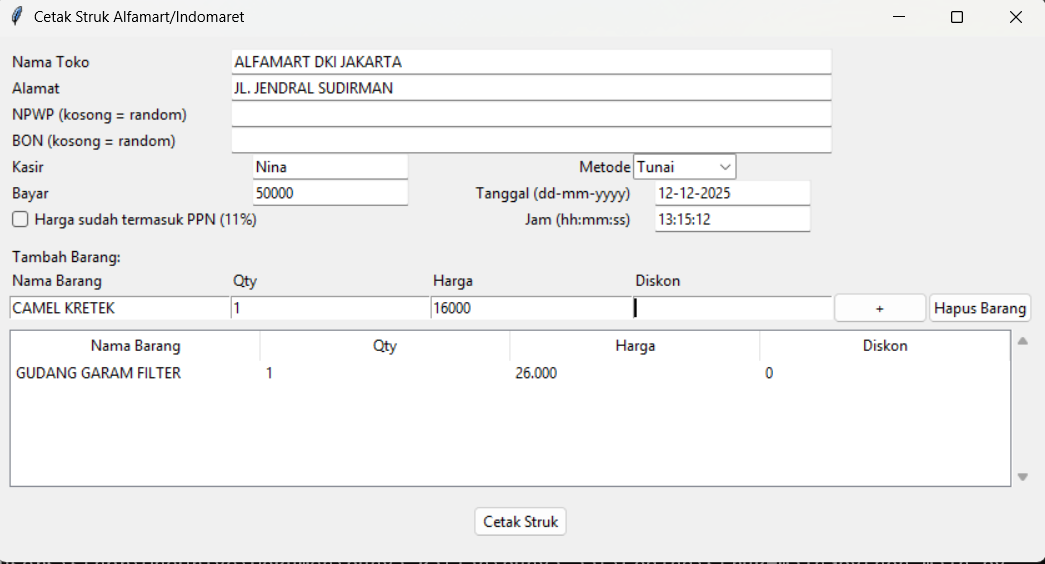 Cetak Struk Alfamart/Indomaret
Nama Toko ALFAMART DKI JAKARTA
Alamat JL. JENDRAL SUDIRMAN
NPWP (kosong = random)
BON (kosong = random)
Kasir Nina Metode Tunai
Bayar 50000 Tanggal (dd-mm-yyyy) 12-12-2025
Harga sudah termasuk PPN (11%) Jam (hh:mm:ss) 13:15:12
Tambah Barang:
Nama Barang Qty Harga Diskon
CAMEL KRETEK 1 16000 + Hapus Barang
Nama Barang Qty Harga Diskon
GUDANG GARAM FILTER 1 26.000 0
Cetak Struk